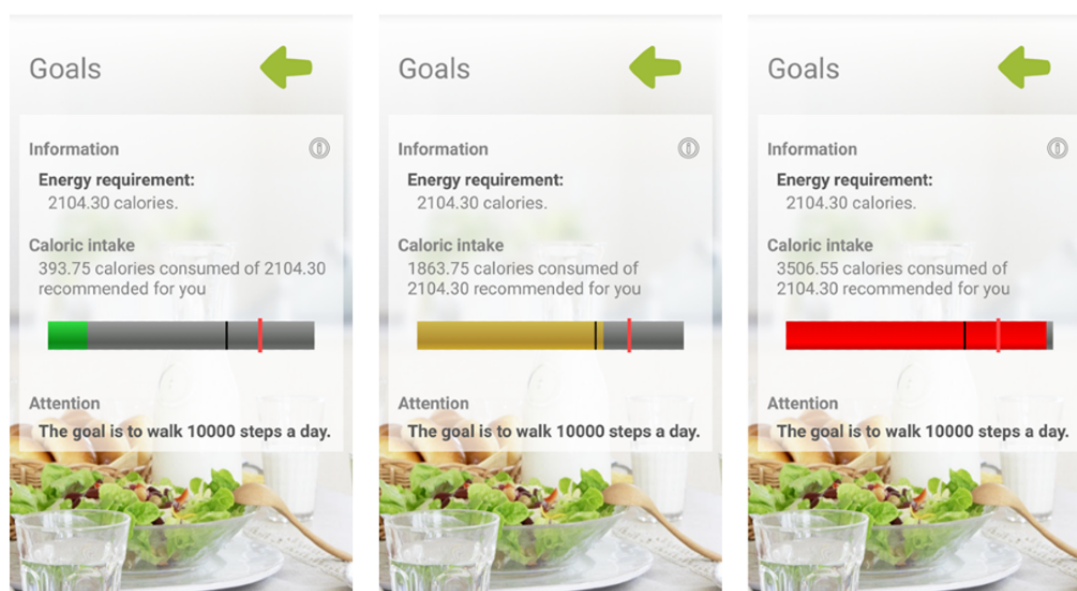 Goals
Information
Energy requirement:
2104.30 calories.
Caloric intake
393.75 calories consumed of 2104.30
recommended for you
Attention
The goal is to walk 10000 steps a day.
Goals
Information
Energy requirement:
2104.30 calories.
Caloric intake
1863.75 calories consumed of
2104.30 recommended for you
Attention
The goal is to walk 10000 steps a day.
Goals
Information
Energy requirement:
2104.30 calories.
Caloric intake
3506.55 calories consumed of
2104.30 recommended for you
Attention
The goal is to walk 10000 steps a day.